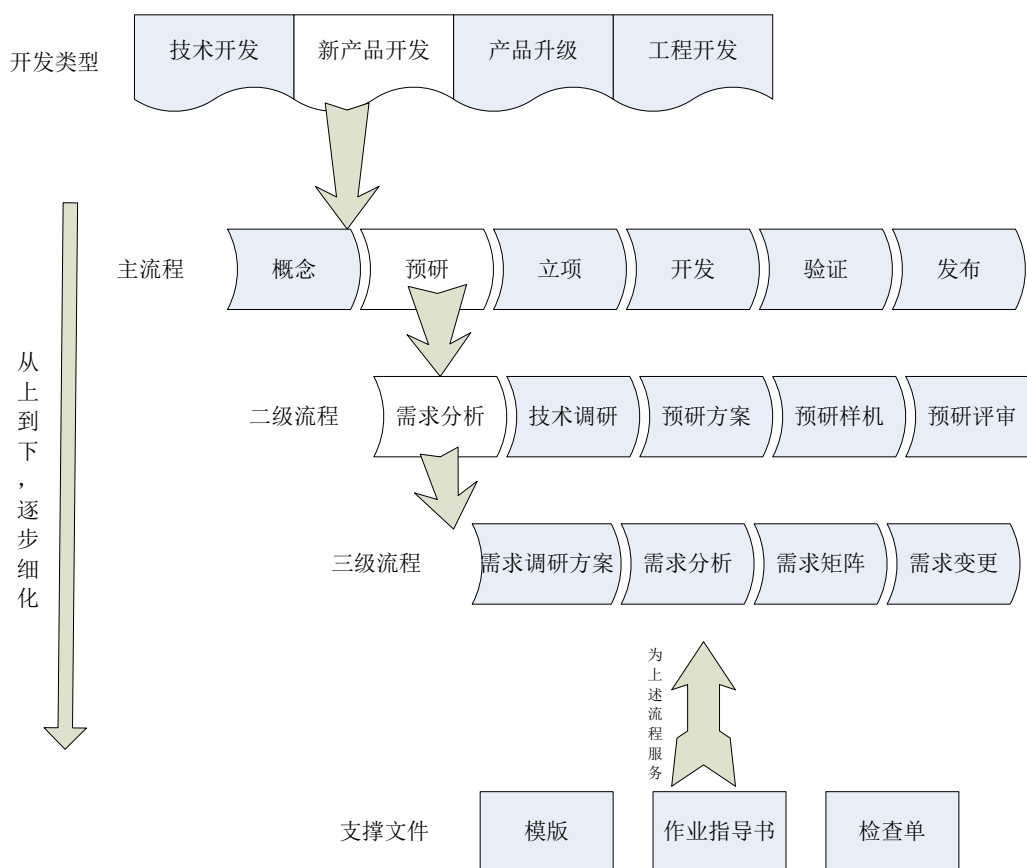 开发类型
技术开发
新产品开发
产品升级
工程开发
主流程
概念
预研
立项
开发
验证
发布
从上到下，逐步细化
二级流程
需求分析
技术调研
预研方案
预研样机
预研评审
三级流程
需求调研方案
需求分析
需求矩阵
需求变更
为上述流程服务
支撑文件
模版
作业指导书
检查单